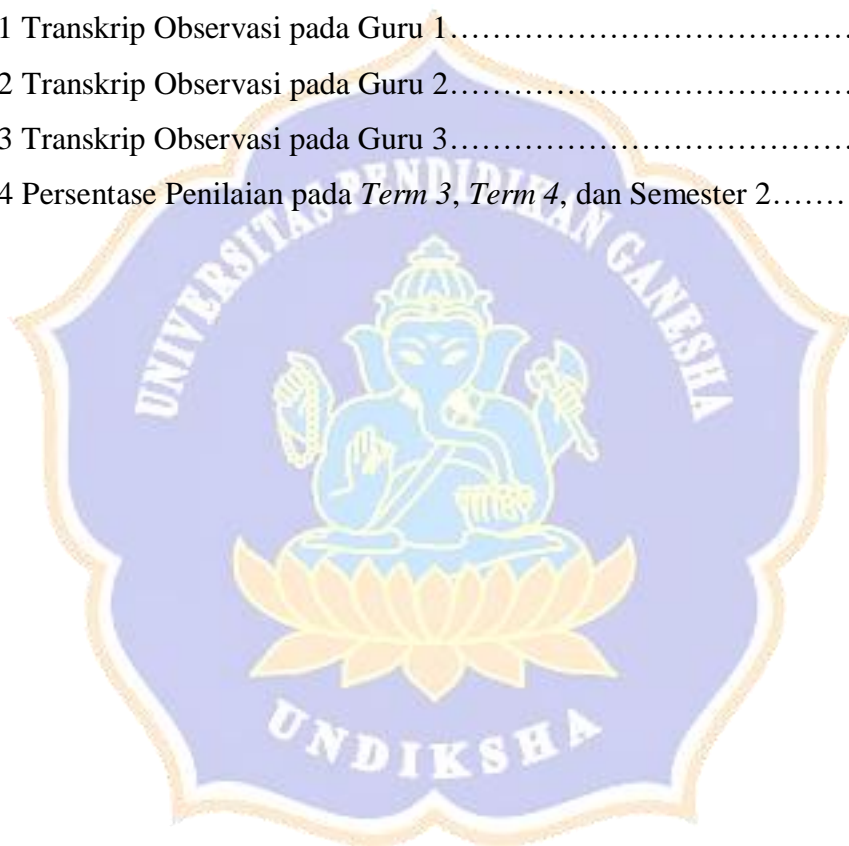 1 Transkrip Observasi pada Guru 1……………………………….
2 Transkrip Observasi pada Guru 2……………………………….
3 Transkrip Observasi pada Guru 3……………………………….
4 Persentase Penilaian pada Term 3, Term 4, dan Semester 2…….
UNIVERSITAS PENDIDIKAN GANESHA
UNDIKSHA